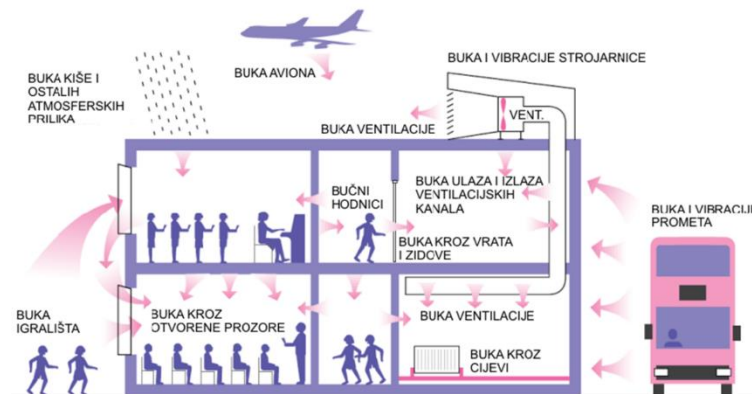 BUKA KIŠE I
OSTALIH
ATMOSFERSKIH
PRILIKA
BUKA AVIONA
BUKA I VIBRACIJE STROJARNICE
BUKA VENTILACIJE
VENT.
BUČNI
HODNICI
BUKA ULAZA I IZLAZA
VENTILACIJSKIH
KANALA
BUKA KROZ VRATA
I ZIDOVE
BUKA I VIBRACIJE
PROMETA
BUKA
IGRALIŠTA
BUKA KROZ
OTVORENE PROZORE
BUKA VENTILACIJE
BUKA KROZ
CIJEVI